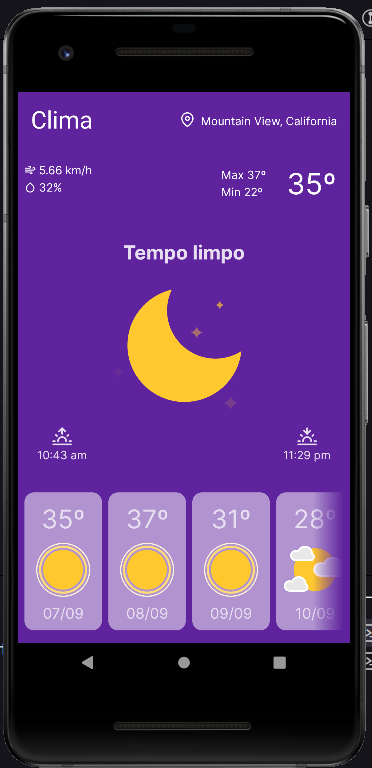 Clima
Mountain View, California
5.66 km/h
32%
Max 37º
Min 22º
35º
Tempo limpo
10:43 am
11:29 pm
35º
37º
31º
28º
07/09
08/09
09/09
10/09